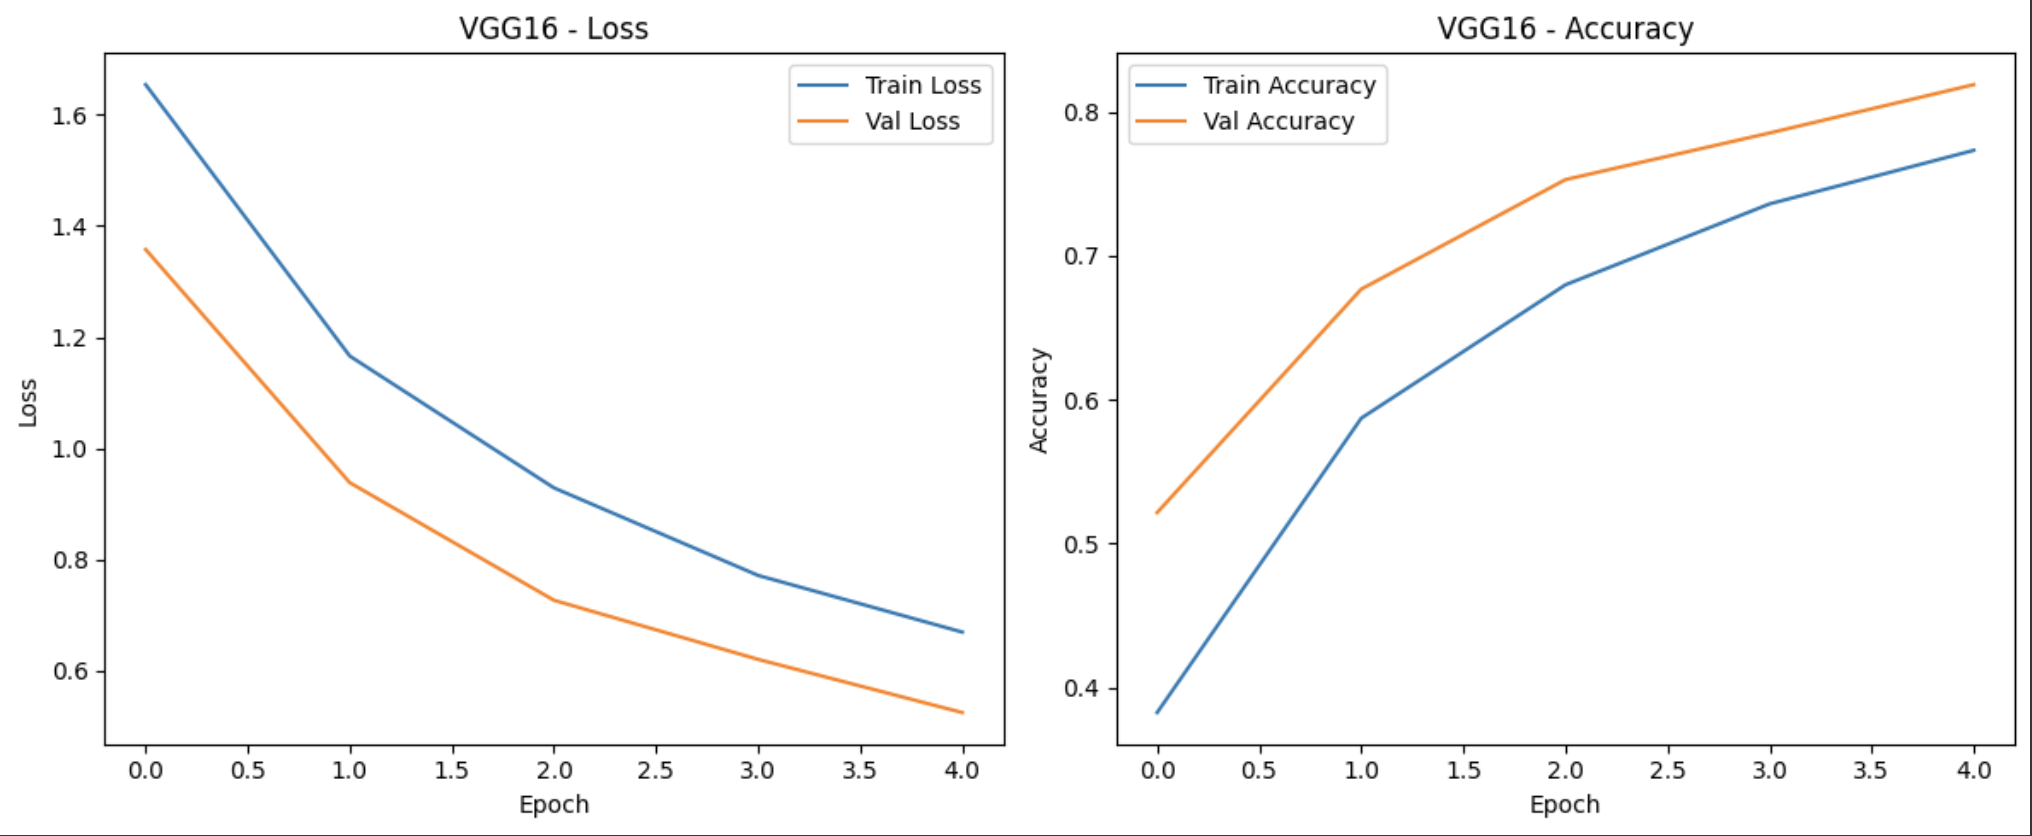 VGG16 - Loss
Train Loss
Val Loss
1.6
1.4
1.2
1.0
0.8
0.6
Loss
0.0 0.5 1.0 1.5 2.0 2.5 3.0 3.5 4.0
Epoch
VGG16 - Accuracy
Train Accuracy
Val Accuracy
0.8
0.7
0.6
0.5
0.4
Accuracy
0.0 0.5 1.0 1.5 2.0 2.5 3.0 3.5 4.0
Epoch